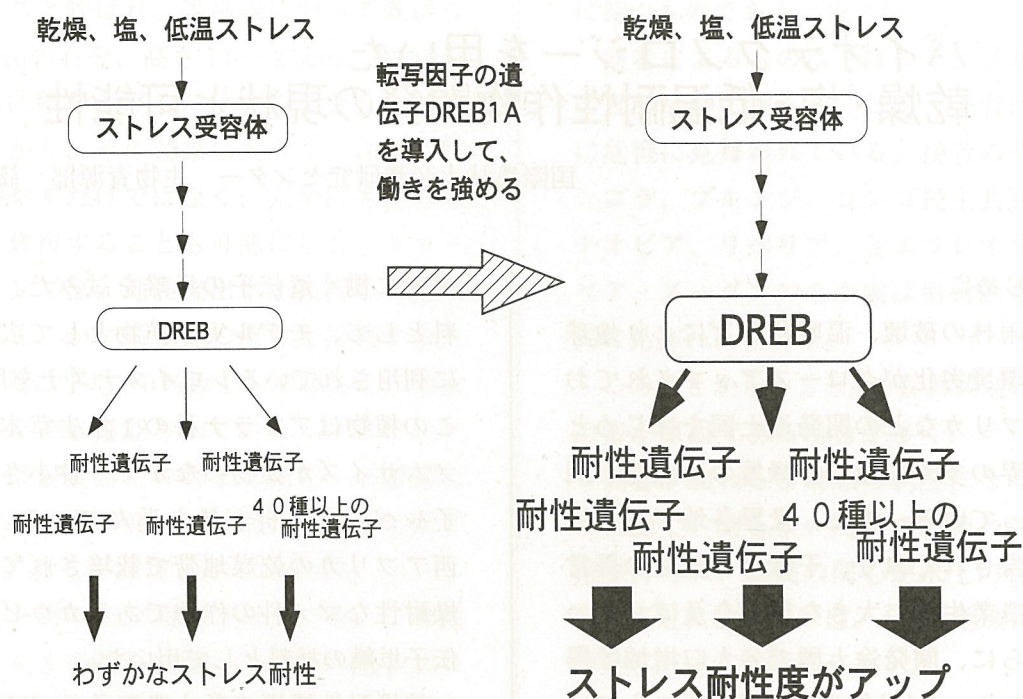 乾燥、塩、低温ストレス
ストレス受容体
DREB
耐性遺伝子 耐性遺伝子
耐性遺伝子 耐性遺伝子 40種以上の
耐性遺伝子
わずかなストレス耐性
転写因子の遺
伝子DREB1A
を導入して、
働きを強める
乾燥、塩、低温ストレス
ストレス受容体
DREB
耐性遺伝子 耐性遺伝子
耐性遺伝子 40種以上の
耐性遺伝子 耐性遺伝子
ストレス耐性度がアップ